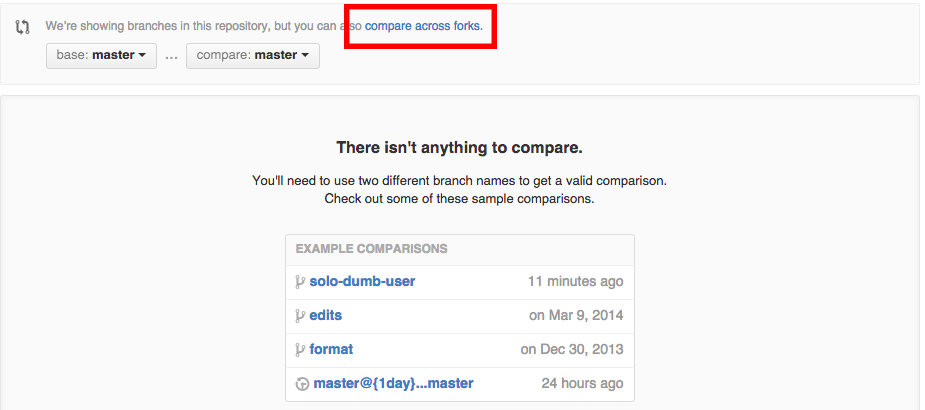 We're showing branches in this repository, but you can also compare across forks.
base: master ... compare: master
There isn't anything to compare.
You'll need to use two different branch names to get a valid comparison.
Check out some of these sample comparisons.
EXAMPLE COMPARISONS
solo-dumb-user 11 minutes ago
edits on Mar 9, 2014
format on Dec 30, 2013
master@{1day}...master 24 hours ago